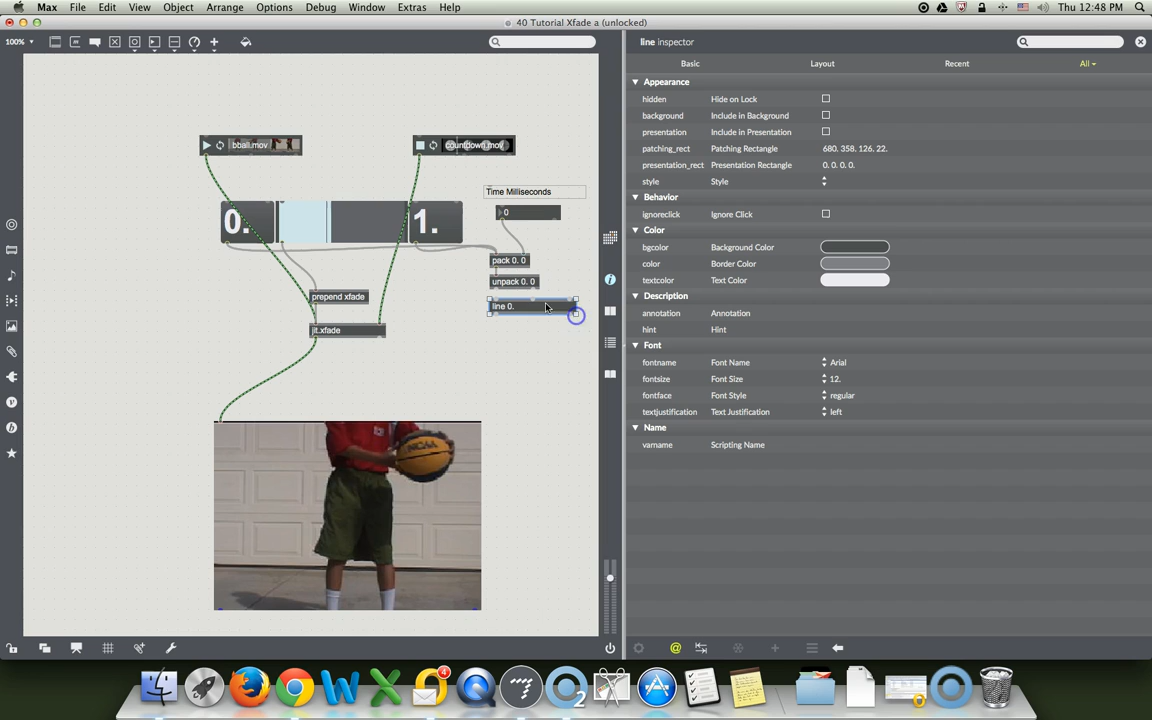 Max File Edit View Object Arrange Options Debug Window Extras Help Thu 12:48 PM
40 Tutorial Xfade a (unlocked)
100%
line inspector
Basic Layout Recent All
Appearance
hidden Hide on Lock
background Include in Background
presentation Include in Presentation
patching_rect Patching Rectangle 680. 358. 126. 22.
presentation_rect Presentation Rectangle 0. 0. 0. 0.
style Style
Behavior
ignoreclick Ignore Click
Color
bgcolor Background Color
color Border Color
textcolor Text Color
Description
annotation Annotation
hint Hint
Font
fontname Font Name Arial
fontsize Font Size 12.
fontface Font Style regular
textjustification Text Justification left
Name
varname Scripting Name
bball.mov
countdown.mov
Time Milliseconds
0
0.
1.
pack 0. 0
unpack 0. 0
prepend xfade
line 0.
jit.xfade
NCAA
4
2